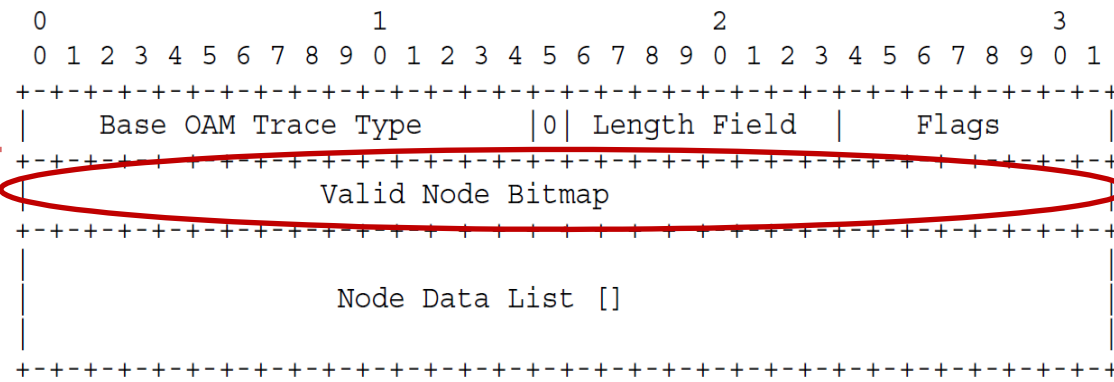 0                   1                   2                   3
0 1 2 3 4 5 6 7 8 9 0 1 2 3 4 5 6 7 8 9 0 1 2 3 4 5 6 7 8 9 0 1
+-+-+-+-+-+-+-+-+-+-+-+-+-+-+-+-+-+-+-+-+-+-+-+-+-+-+-+-+-+-+-+-+
|    Base OAM Trace Type      |0| Length Field  |    Flags      |
+-+-+-+-+-+-+-+-+-+-+-+-+-+-+-+-+-+-+-+-+-+-+-+-+-+-+-+-+-+-+-+-+
|                 Valid Node Bitmap                             |
+-+-+-+-+-+-+-+-+-+-+-+-+-+-+-+-+-+-+-+-+-+-+-+-+-+-+-+-+-+-+-+-+
|                                                               |
|                  Node Data List []                            |
|                                                               |
+-+-+-+-+-+-+-+-+-+-+-+-+-+-+-+-+-+-+-+-+-+-+-+-+-+-+-+-+-+-+-+-+